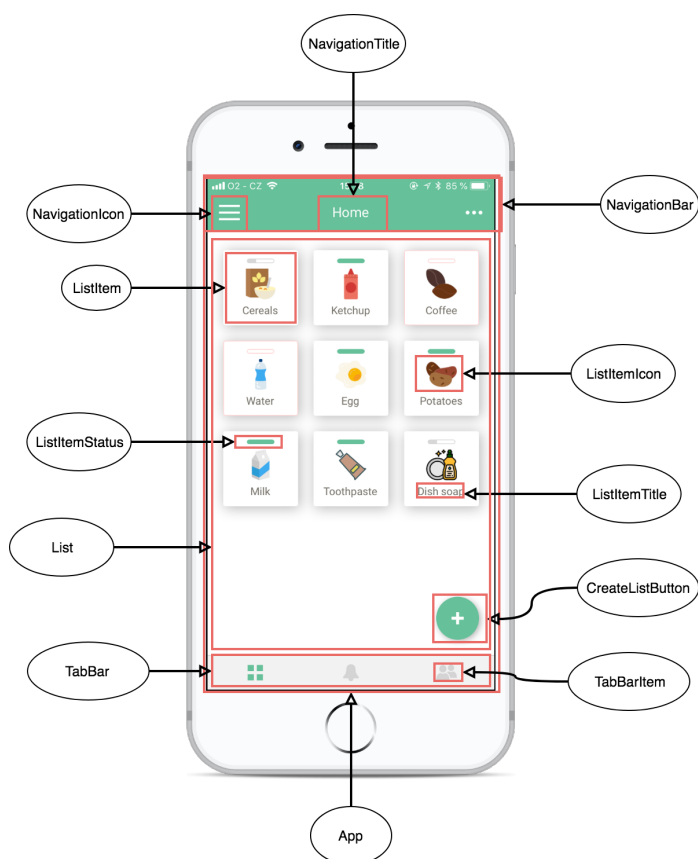 NavigationTitle
O2 - CZ
85 %
NavigationIcon
Home
NavigationBar
ListItem
Cereals
Ketchup
Coffee
ListItemIcon
Water
Egg
Potatoes
ListItemStatus
Milk
Toothpaste
Dish soap
ListItemTitle
List
CreateListButton
+
TabBar
TabBarItem
App